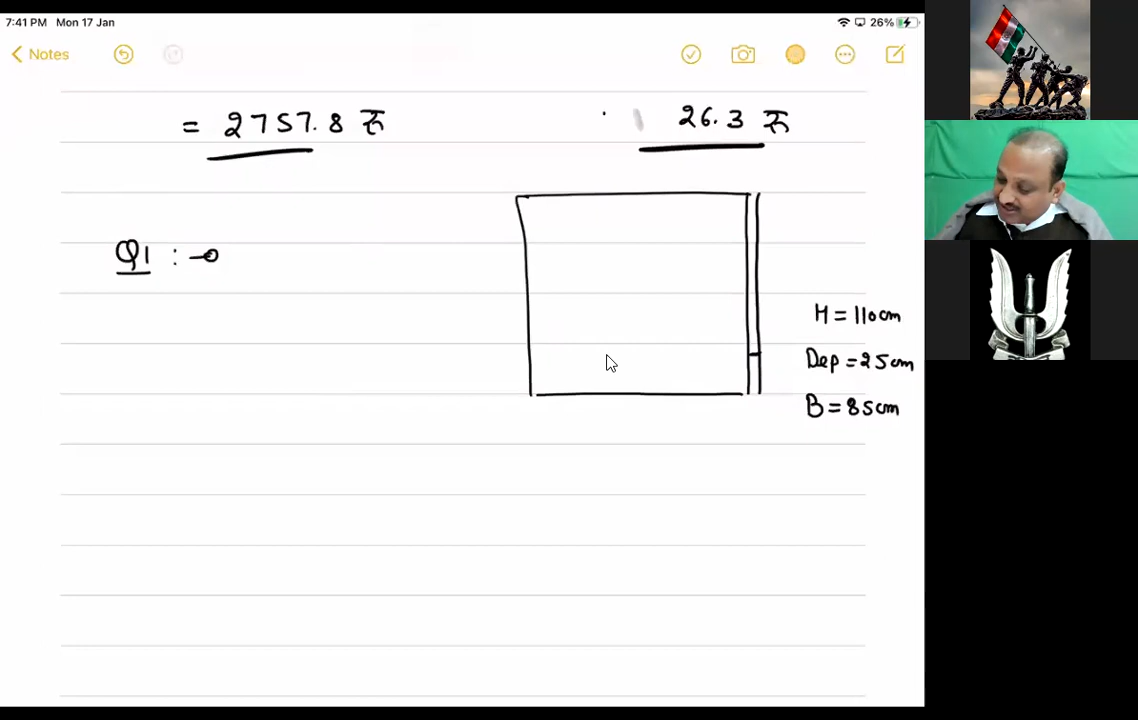 7:41 PM Mon 17 Jan
26%
Notes
= 2757.8 रु
26.3 रु
Q1 :→
H = 110cm
Dep = 25cm
B = 85cm